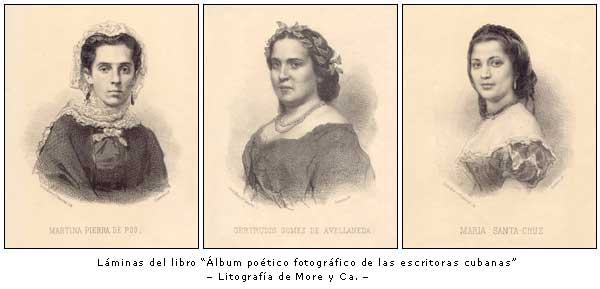 MARTINA PIERRA DE POO.
GERTRUDIS GOMEZ DE AVELLANEDA
MARIA SANTA-CRUZ
Láminas del libro “Álbum poético fotográfico de las escritoras cubanas”
– Litografía de More y Ca. –